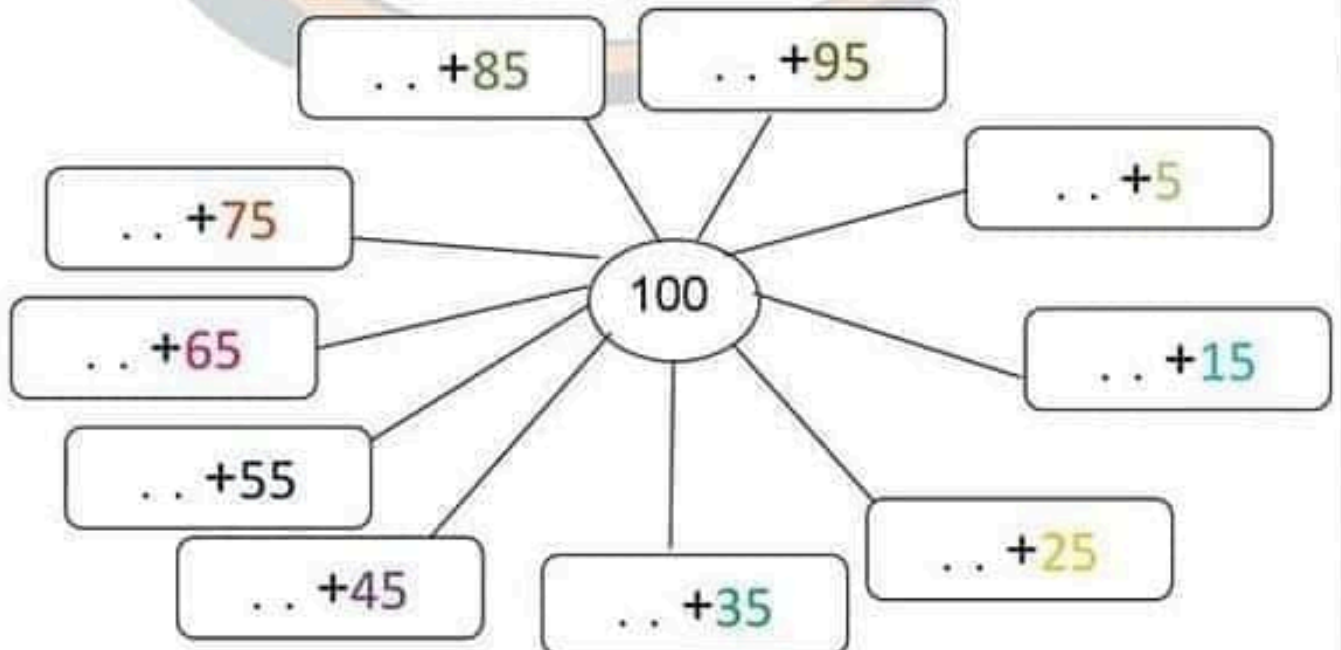 . . +85
. . +95
. . +5
. . +75
100
. . +65
. . +15
. . +55
. . +25
. . +45
. . +35